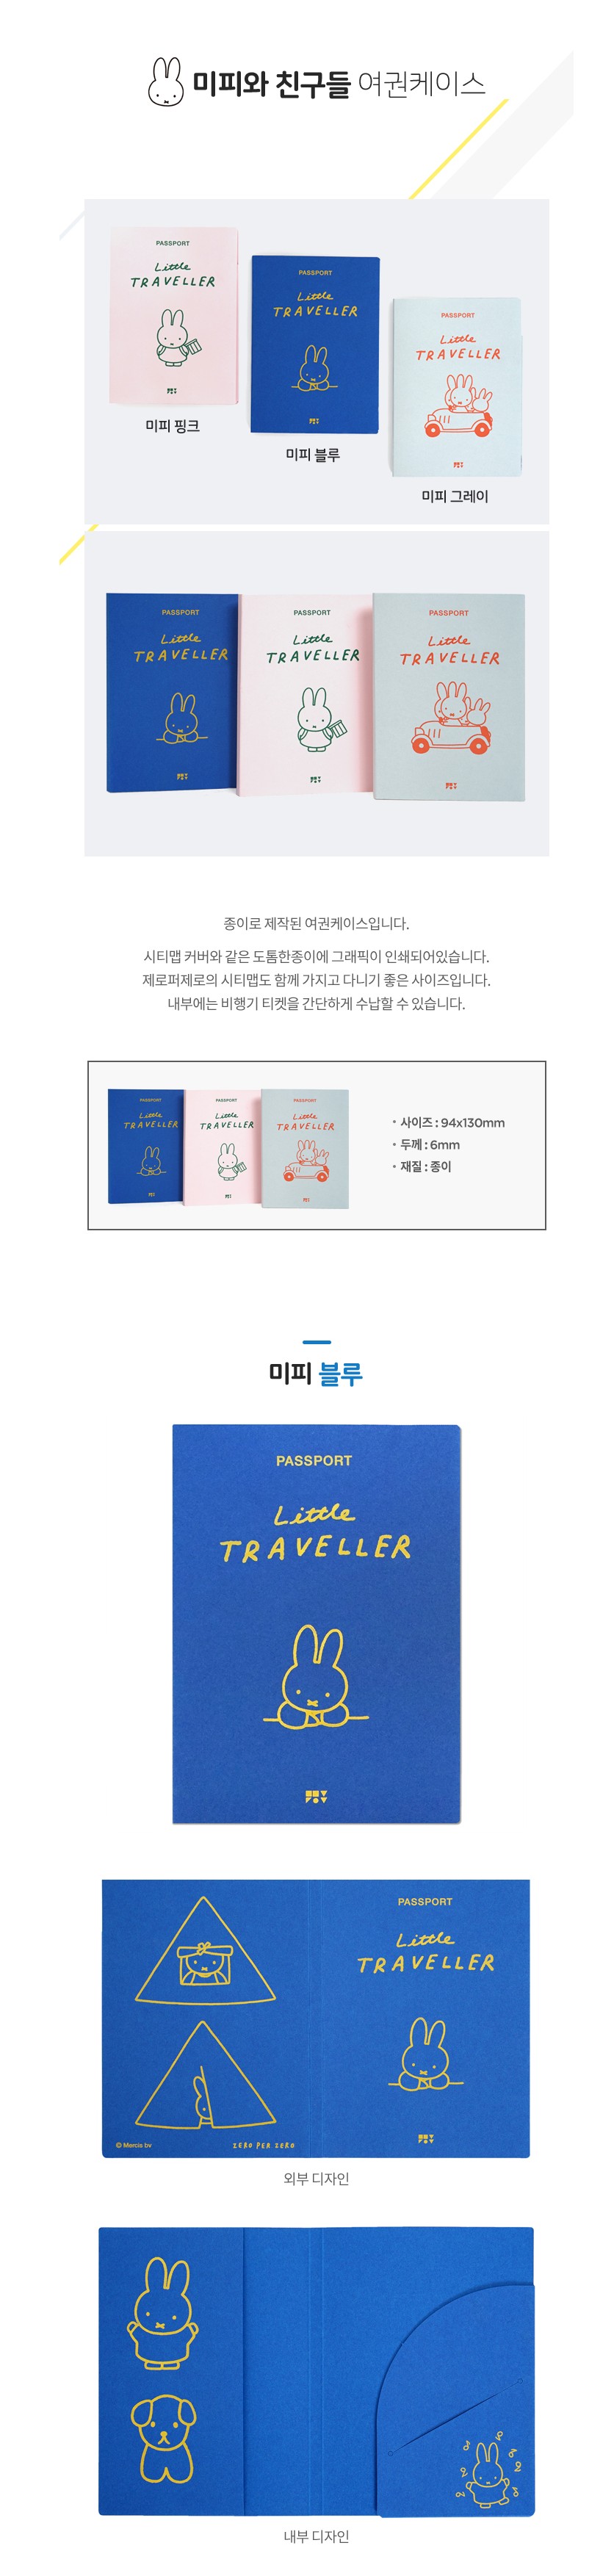 미피와 친구들 여권케이스
PASSPORT
Little
TRAVELLER
미피 핑크
PASSPORT
Little
TRAVELLER
미피 블루
PASSPORT
Little
TRAVELLER
미피 그레이
PASSPORT
Little
TRAVELLER
PASSPORT
Little
TRAVELLER
PASSPORT
Little
TRAVELLER
종이로 제작된 여권케이스입니다.
시티맵 커버와 같은 도톰한종이에 그래픽이 인쇄되어있습니다.
제로퍼제로의 시티맵도 함께 가지고 다니기 좋은 사이즈입니다.
내부에는 비행기 티켓을 간단하게 수납할 수 있습니다.
PASSPORT
Little
TRAVELLER
PASSPORT
Little
TRAVELLER
PASSPORT
Little
TRAVELLER
• 사이즈 : 94x130mm
• 두께 : 6mm
• 재질 : 종이
미피 블루
PASSPORT
Little
TRAVELLER
PASSPORT
Little
TRAVELLER
© Mercis bv
ZERO PER ZERO
외부 디자인
내부 디자인